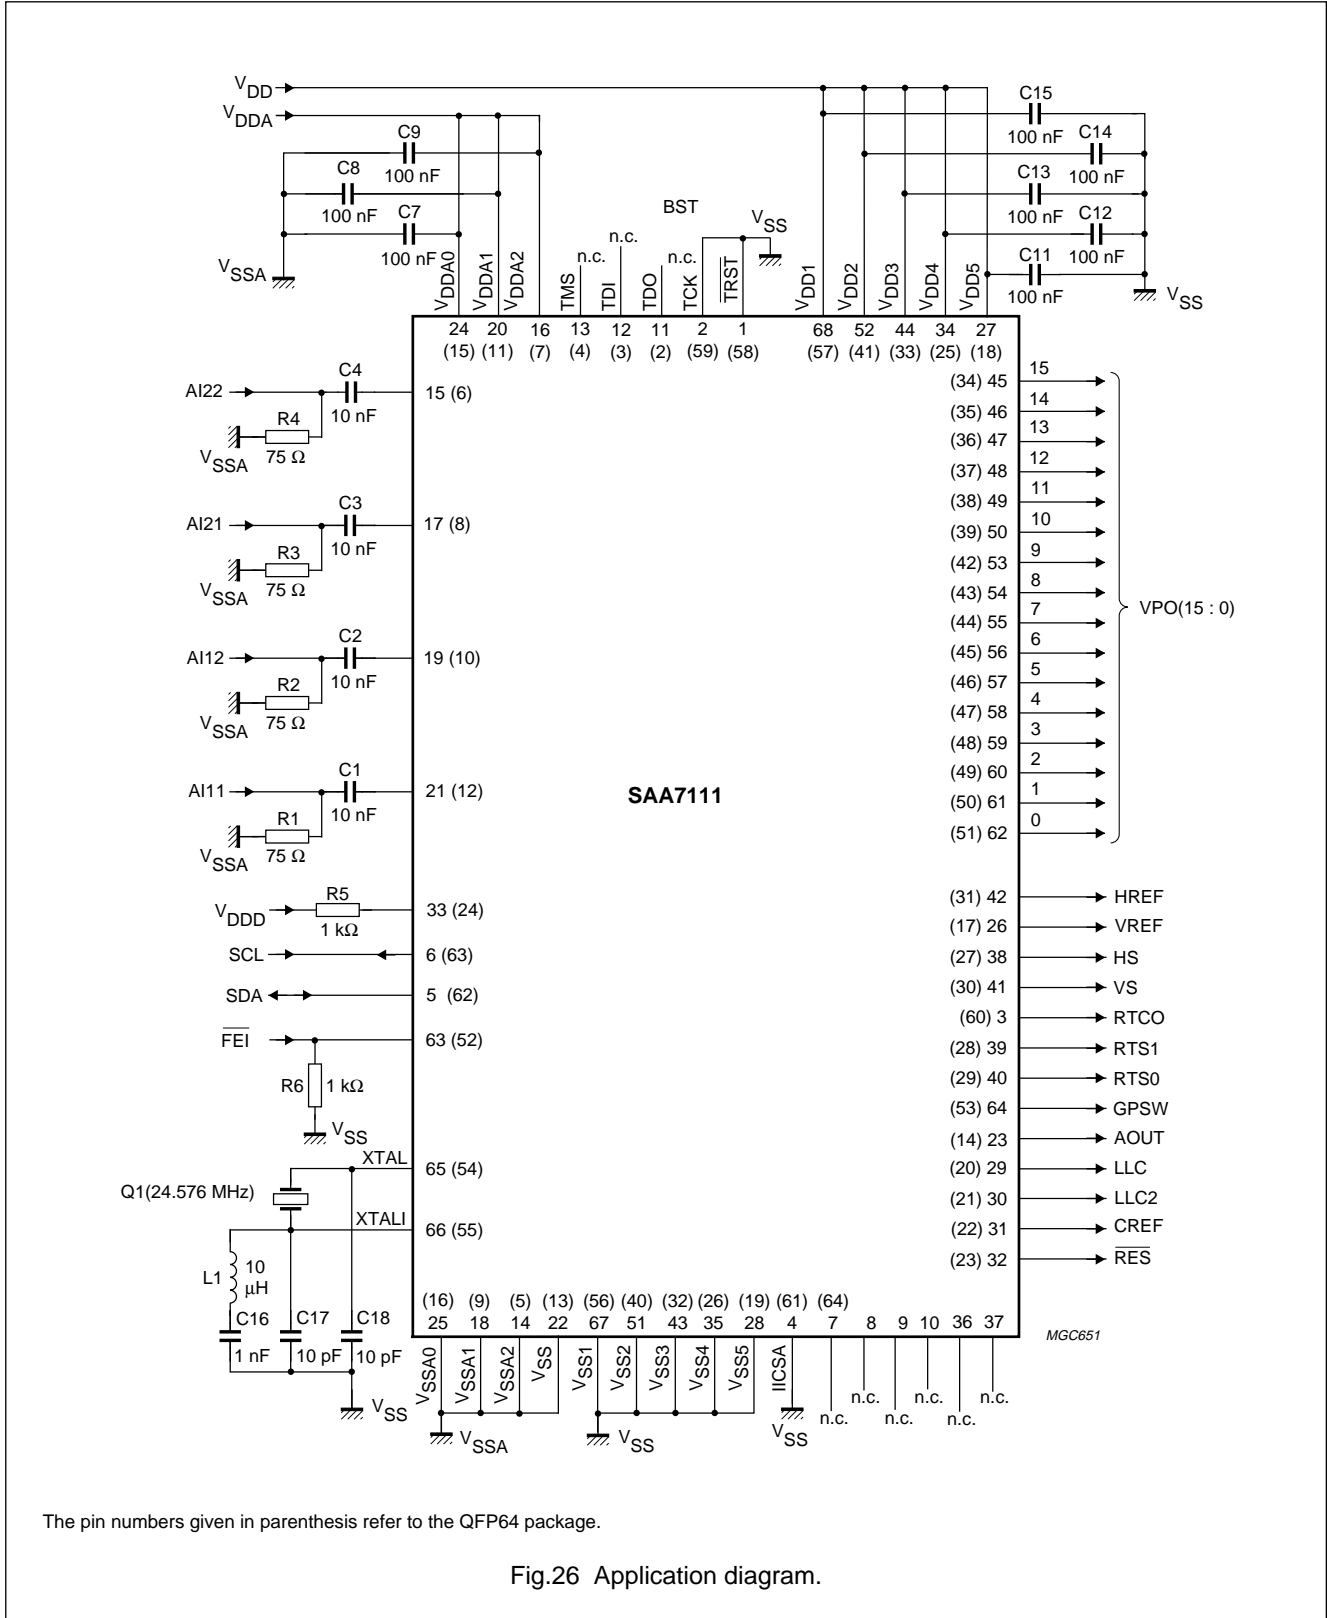 VDD
VDDA
C9
100 nF
C8
100 nF
C7
100 nF
VSSA
C15
100 nF
C14
100 nF
C13
100 nF
C12
100 nF
C11
100 nF
VSS
BST
VSS
n.c.
n.c.
n.c.
VDDA0
VDDA1
VDDA2
TMS
TDI
TDO
TCK
TRST
VDD1
VDD2
VDD3
VDD4
VDD5
24 20 16 13 12 11 2 1 68 52 44 34 27
(15) (11) (7) (4) (3) (2) (59) (58) (57) (41) (33) (25) (18)
AI22
C4
10 nF
15 (6)
R4
75 Ω
VSSA
AI21
C3
10 nF
17 (8)
R3
75 Ω
VSSA
AI12
C2
10 nF
19 (10)
R2
75 Ω
VSSA
AI11
C1
10 nF
21 (12)
R1
75 Ω
VSSA
VDDD
R5
1 kΩ
33 (24)
SCL
6 (63)
SDA
5 (62)
FEI
63 (52)
R6 1 kΩ
VSS
XTAL
65 (54)
Q1(24.576 MHz)
XTALI
66 (55)
L1
10
μH
C16
1 nF
C17
10 pF
C18
10 pF
VSS
SAA7111
(34) 45 15
(35) 46 14
(36) 47 13
(37) 48 12
(38) 49 11
(39) 50 10
(42) 53 9
(43) 54 8
(44) 55 7
(45) 56 6
(46) 57 5
(47) 58 4
(48) 59 3
(49) 60 2
(50) 61 1
(51) 62 0
VPO(15 : 0)
(31) 42 HREF
(17) 26 VREF
(27) 38 HS
(30) 41 VS
(60) 3 RTCO
(28) 39 RTS1
(29) 40 RTS0
(53) 64 GPSW
(14) 23 AOUT
(20) 29 LLC
(21) 30 LLC2
(22) 31 CREF
(23) 32 RES
(16) (9) (5) (13) (56) (40) (32) (26) (19) (61) (64)
25 18 14 22 67 51 43 35 28 4 7 8 9 10 36 37
MGC651
VSSA0
VSSA1
VSSA2
VSS
VSS1
VSS2
VSS3
VSS4
VSS5
IICSA
n.c.
n.c.
n.c.
n.c.
n.c.
n.c.
VSSA
VSS
VSS
The pin numbers given in parenthesis refer to the QFP64 package.
Fig.26 Application diagram.